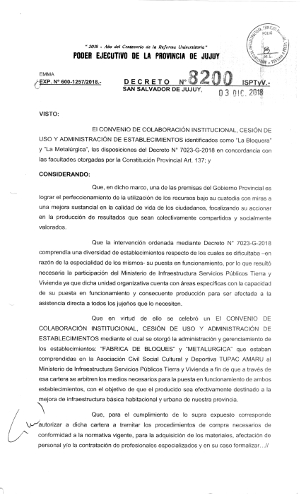 "2018 - Año del Centenario de la Reforma Universitaria"
PODER EJECUTIVO DE LA PROVINCIA DE JUJUY
EMMA
EXP. N° 600-1257/2018.-
DECRETO N° 8200 ISPTyV.-
SAN SALVADOR DE JUJUY, 03 DIC. 2018
VISTO:
El CONVENIO DE COLABORACIÓN INSTITUCIONAL, CESIÓN DE
USO Y ADMINISTRACIÓN DE ESTABLECIMIENTOS identificados como "La Bloquera"
y "La Metalúrgica", las disposiciones del Decreto N° 7023-G-2018 en concordancia con
las facultades otorgadas por la Constitución Provincial Art. 137; y
CONSIDERANDO:
Que, en dicho marco, una de las premisas del Gobierno Provincial es
lograr el perfeccionamiento de la utilización de los recursos bajo su custodia con miras a
una mejora sustancial en la calidad de vida de los ciudadanos, focalizando su accionar
en la producción de resultados que sean colectivamente compartidos y socialmente
valorados.
Que la intervención ordenada mediante Decreto N° 7023-G-2018
comprendía una diversidad de establecimientos respecto de los cuales se dificultaba –en
razón de la especialidad de los mismos- su puesta en funcionamiento, por lo que resultó
necesario la participación del Ministerio de Infraestructura Servicios Públicos Tierra y
Vivienda ya que dicha unidad organizativa cuenta con áreas específicas con la capacidad
de su puesta en funcionamiento y consecuente producción para ser afectado a la
asistencia directa a todos los jujeños que lo necesiten.
Que en virtud de ello se celebró un El CONVENIO DE
COLABORACIÓN INSTITUCIONAL, CESIÓN DE USO Y ADMINISTRACIÓN DE
ESTABLECIMIENTOS mediante el cual se otorgó la administración y gerenciamiento de
los establecimientos: "FABRICA DE BLOQUES" y "METALURGICA" que estaban
comprendidas en la Asociación Civil Social Cultural y Deportiva TUPAC AMARU al
Ministerio de Infraestructura Servicios Públicos Tierra y Vivienda a fin de que a través de
esa cartera se arbitren los medios necesarios para la puesta en funcionamiento de ambos
establecimientos, con el objetivo de que el producido sea efectivamente destinado a la
mejora de infraestructura básica habitacional y urbano de nuestra provincia.
Que, para el cumplimiento de lo supra expuesto corresponde
autorizar a dicha cartera a tramitar los procedimientos de compra necesarios de
conformidad a la normativa vigente, para la adquisición de los materiales, afectación de
personal y/o la contratación de profesionales especializados y en su caso formalizar...//